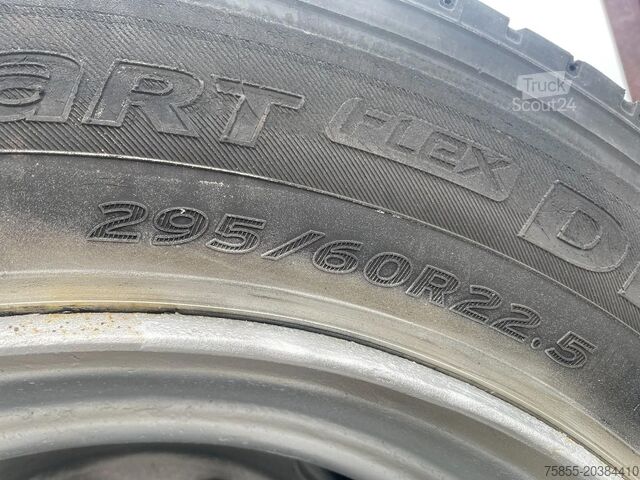 Truck
Scout24
ART FLEX D
295/60R22.5
75855-20384410